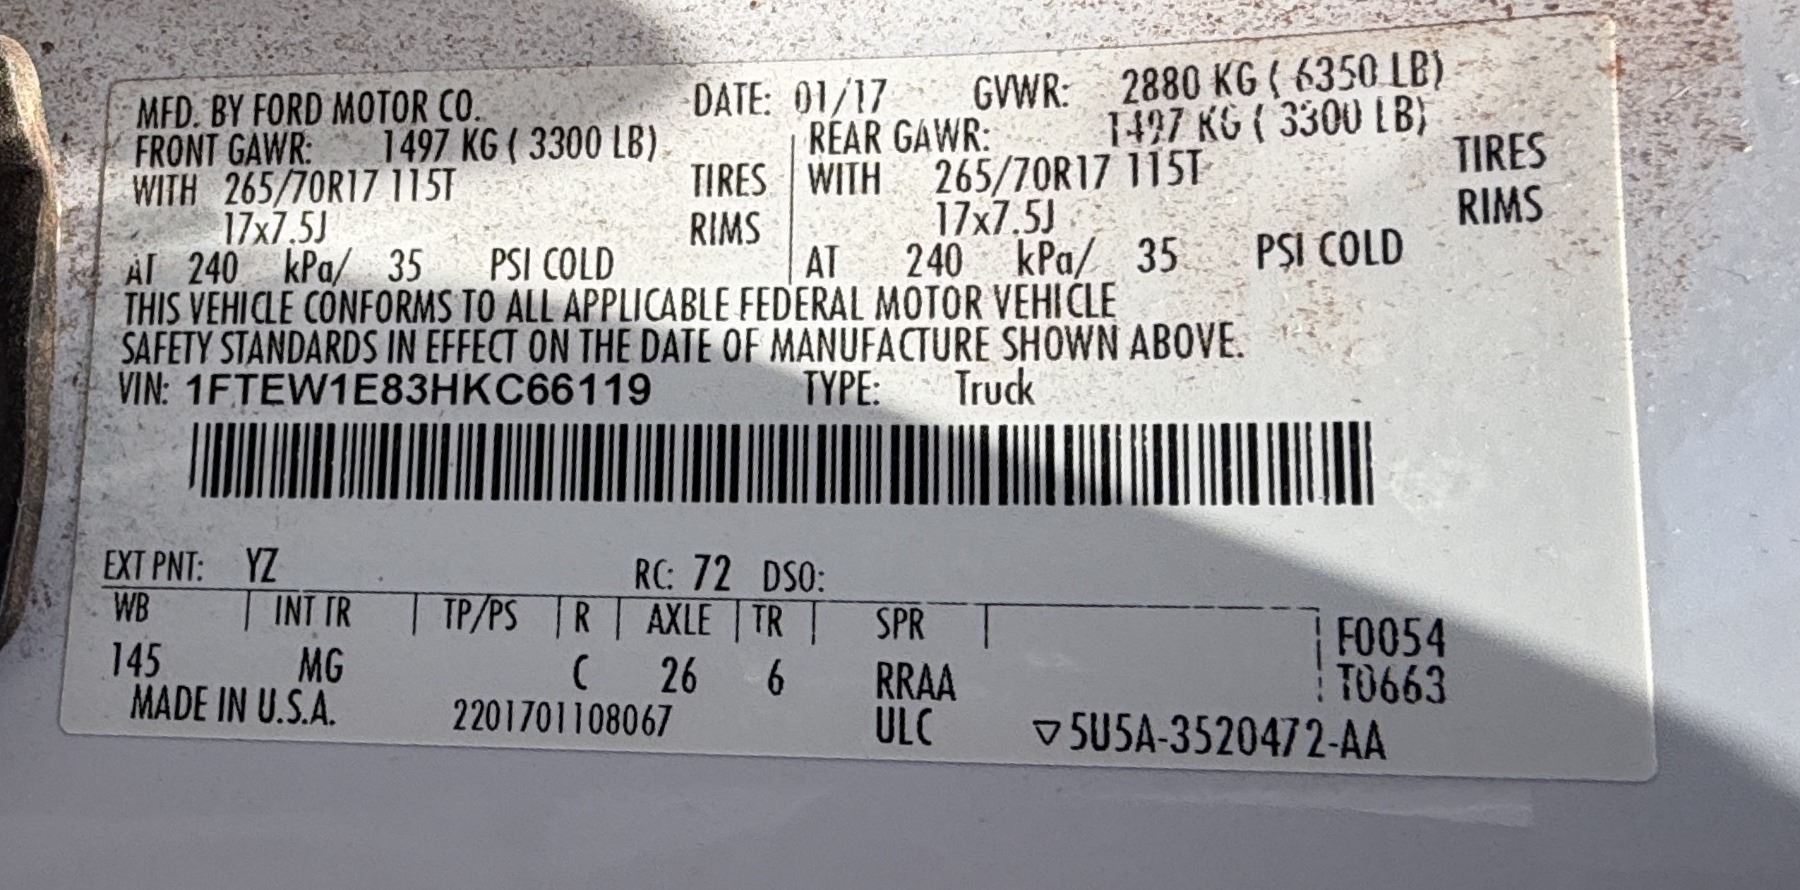 MFD. BY FORD MOTOR CO. DATE: 01/17 GVWR: 2880 KG ( 6350 LB)
FRONT GAWR: 1497 KG ( 3300 LB) REAR GAWR: 1497 KG ( 3300 LB)
WITH 265/70R17 115T TIRES WITH 265/70R17 115T TIRES
17x7.5J RIMS 17x7.5J RIMS
AT 240 kPa/ 35 PSI COLD AT 240 kPa/ 35 PSI COLD
THIS VEHICLE CONFORMS TO ALL APPLICABLE FEDERAL MOTOR VEHICLE
SAFETY STANDARDS IN EFFECT ON THE DATE OF MANUFACTURE SHOWN ABOVE.
VIN: 1FTEW1E83HKC66119 TYPE: Truck
EXT PNT: YZ RC: 72 DSO:
WB INT TR TP/PS R AXLE TR SPR F0054
145 MG C 26 6 RRAA T0663
MADE IN U.S.A. 2201701108067 ULC ▽5U5A-3520472-AA